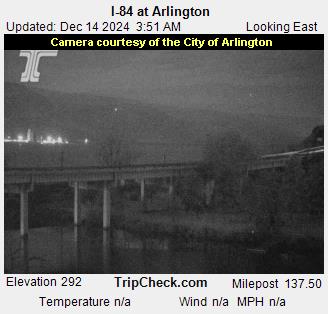 I-84 at Arlington
Updated: Dec 14 2024 3:51 AM Looking East
Camera courtesy of the City of Arlington
Elevation 292 TripCheck.com Milepost 137.50
Temperature n/a Wind n/a MPH n/a